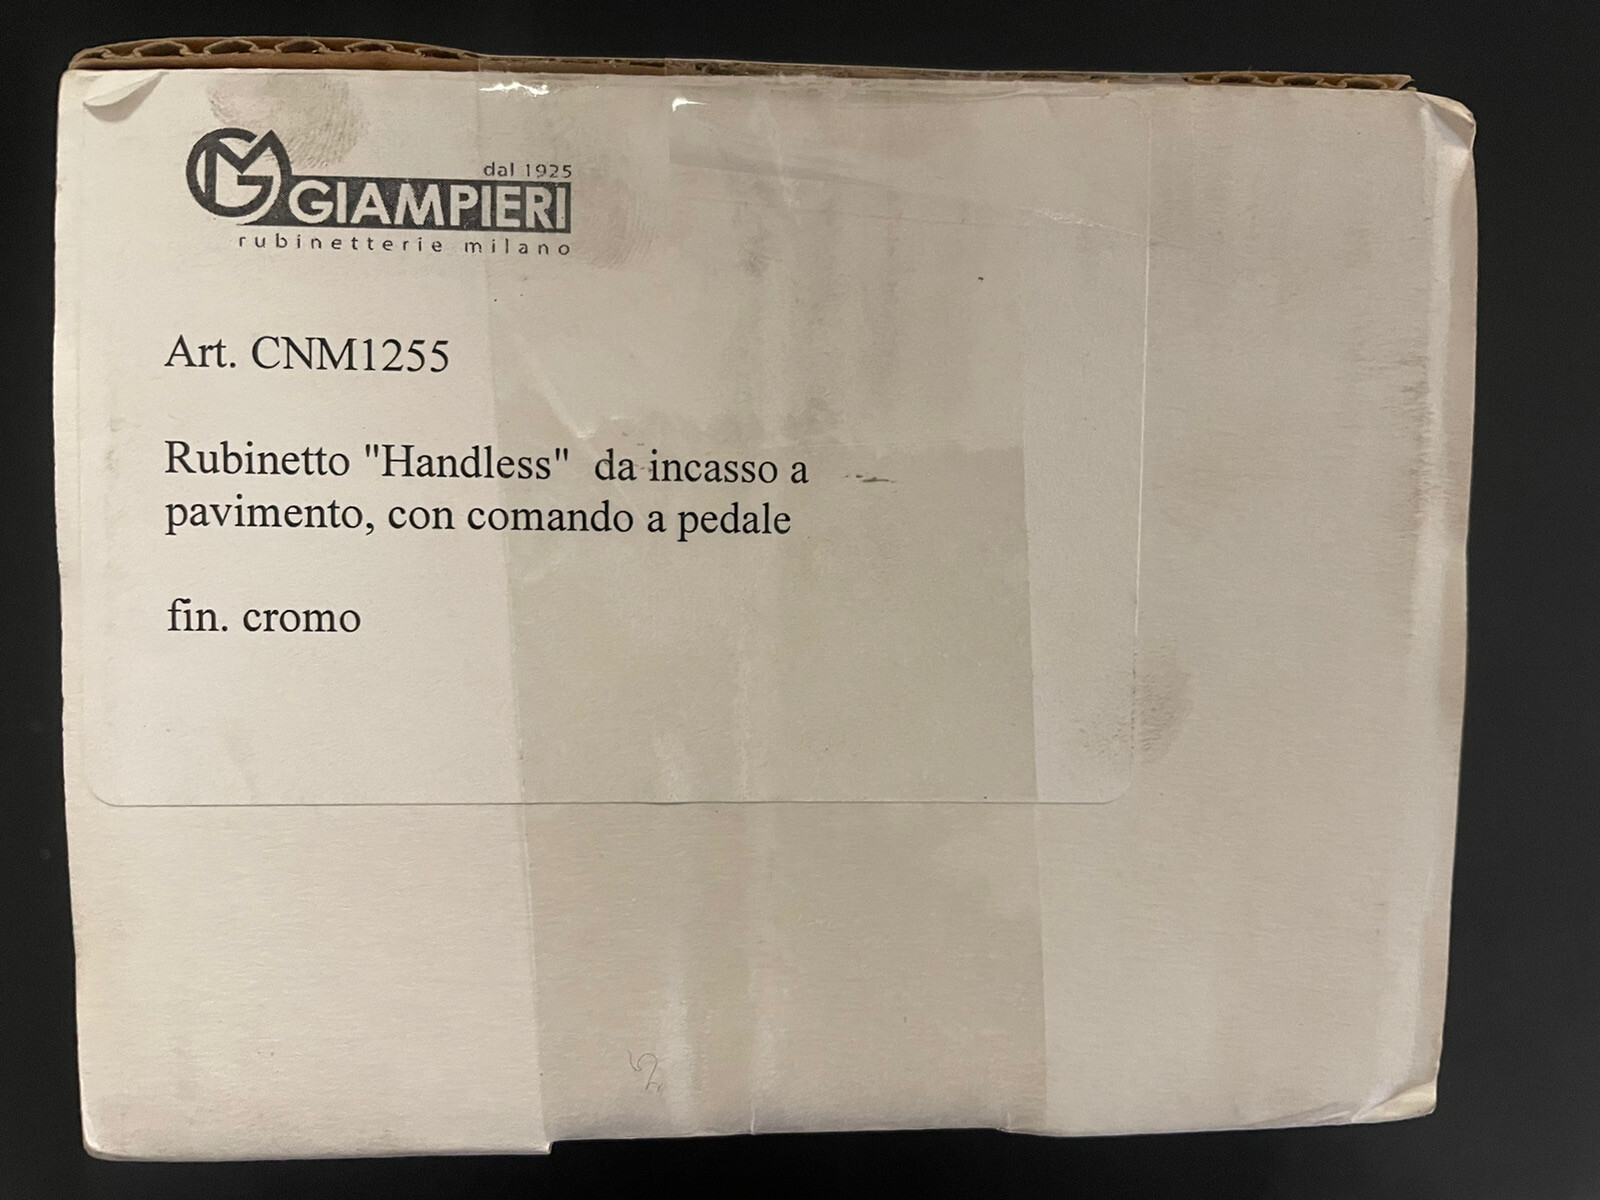 dal 1925
GIAMPIERI
rubinetterie milano
Art. CNM1255
Rubinetto "Handless" da incasso a
pavimento, con comando a pedale
fin. cromo